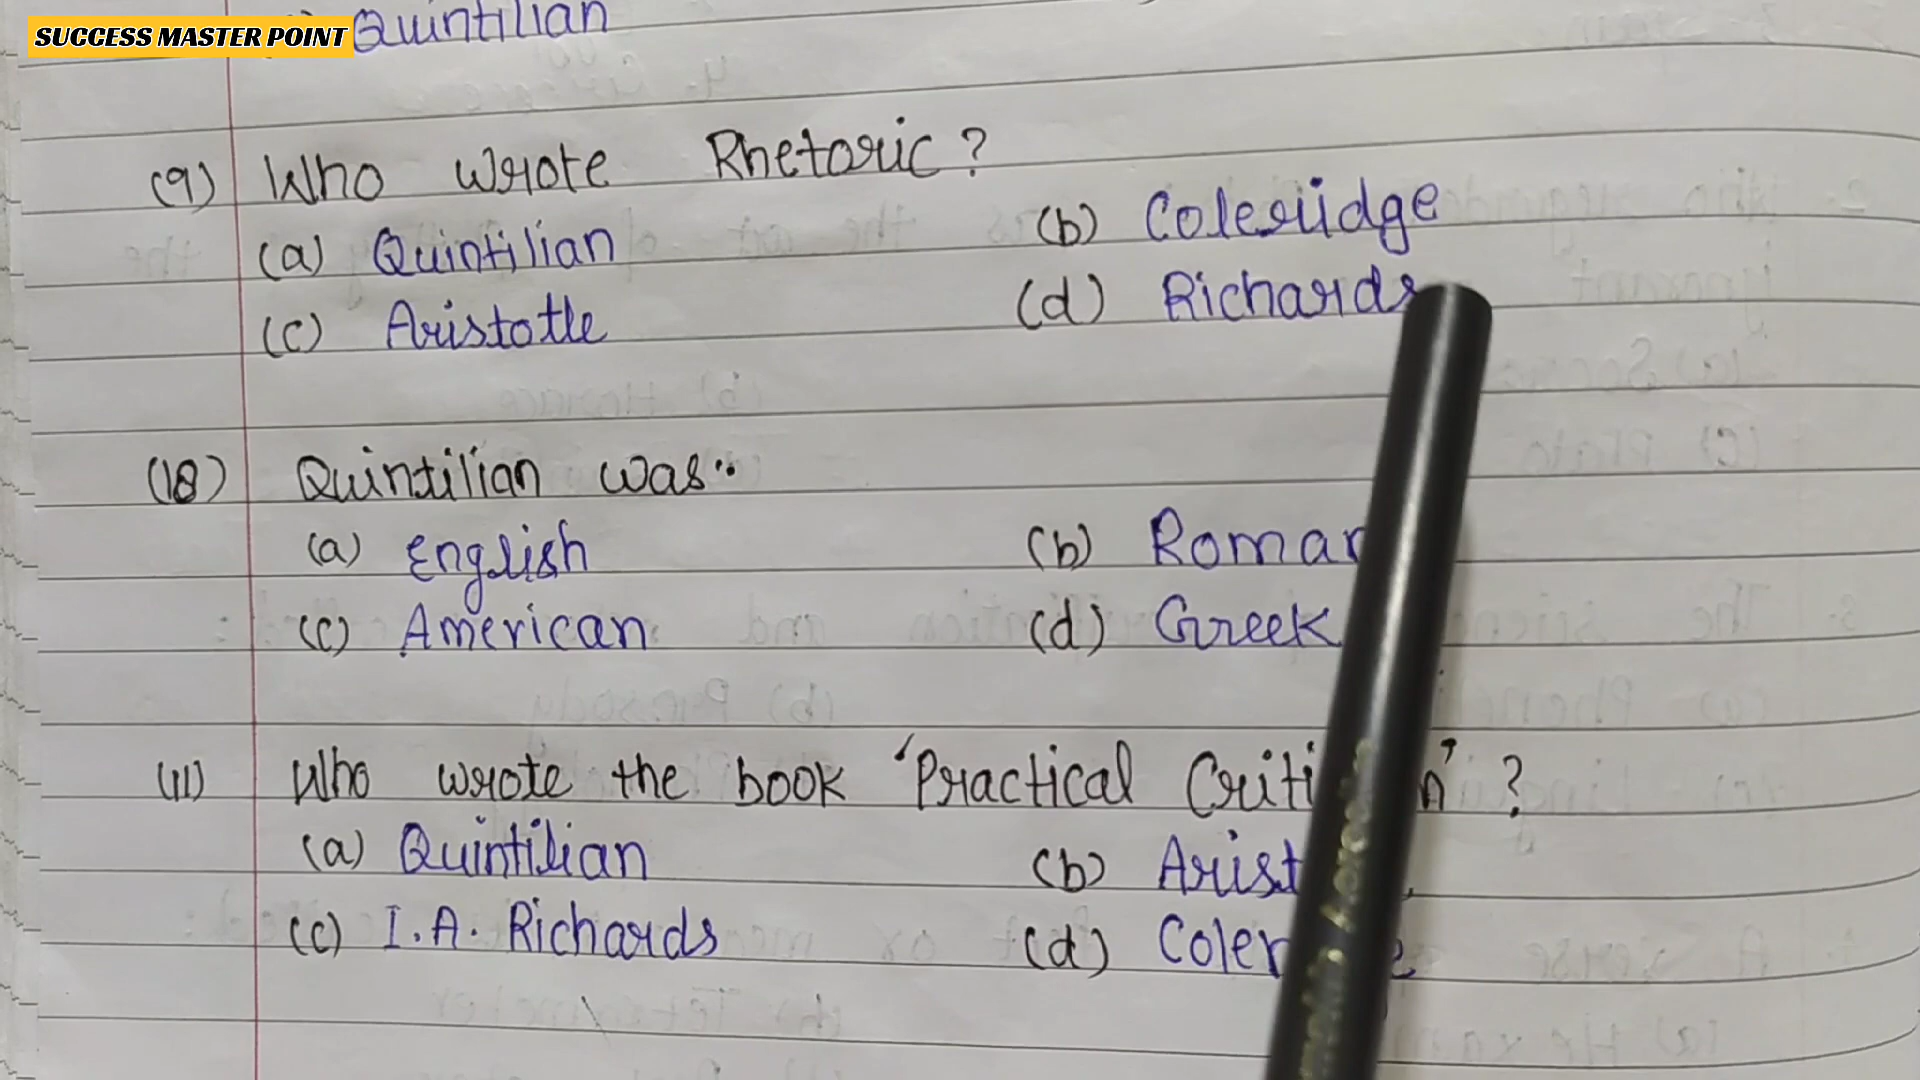 SUCCESS MASTER POINT
Quintilian
(9) Who wrote Rhetoric?
(a) Quintilian (b) Coleridge
(c) Aristotle (d) Richards
(10) Quintilian was..
(a) English (b) Roman
(c) American (d) Greek
(11) Who wrote the book 'Practical ?
(a) Quintilian (b)
(c) I.A. Richards (d)